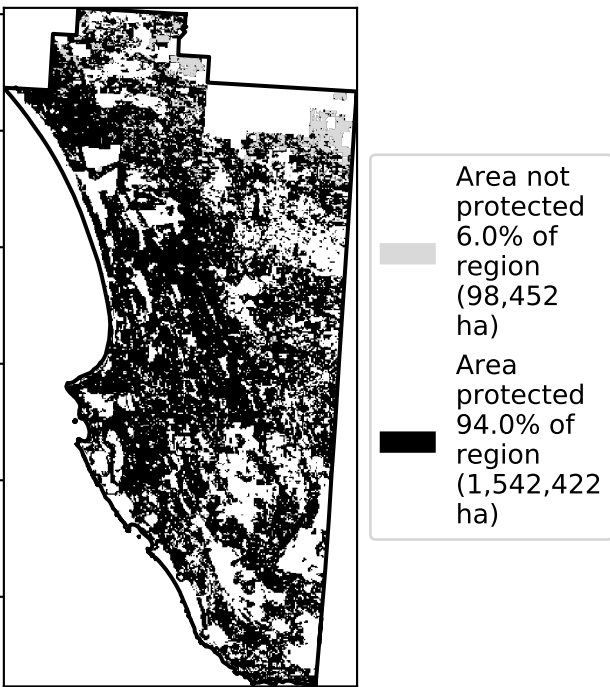 Area not
protected
6.0% of
region
(98,452
ha)
Area
protected
94.0% of
region
(1,542,422
ha)